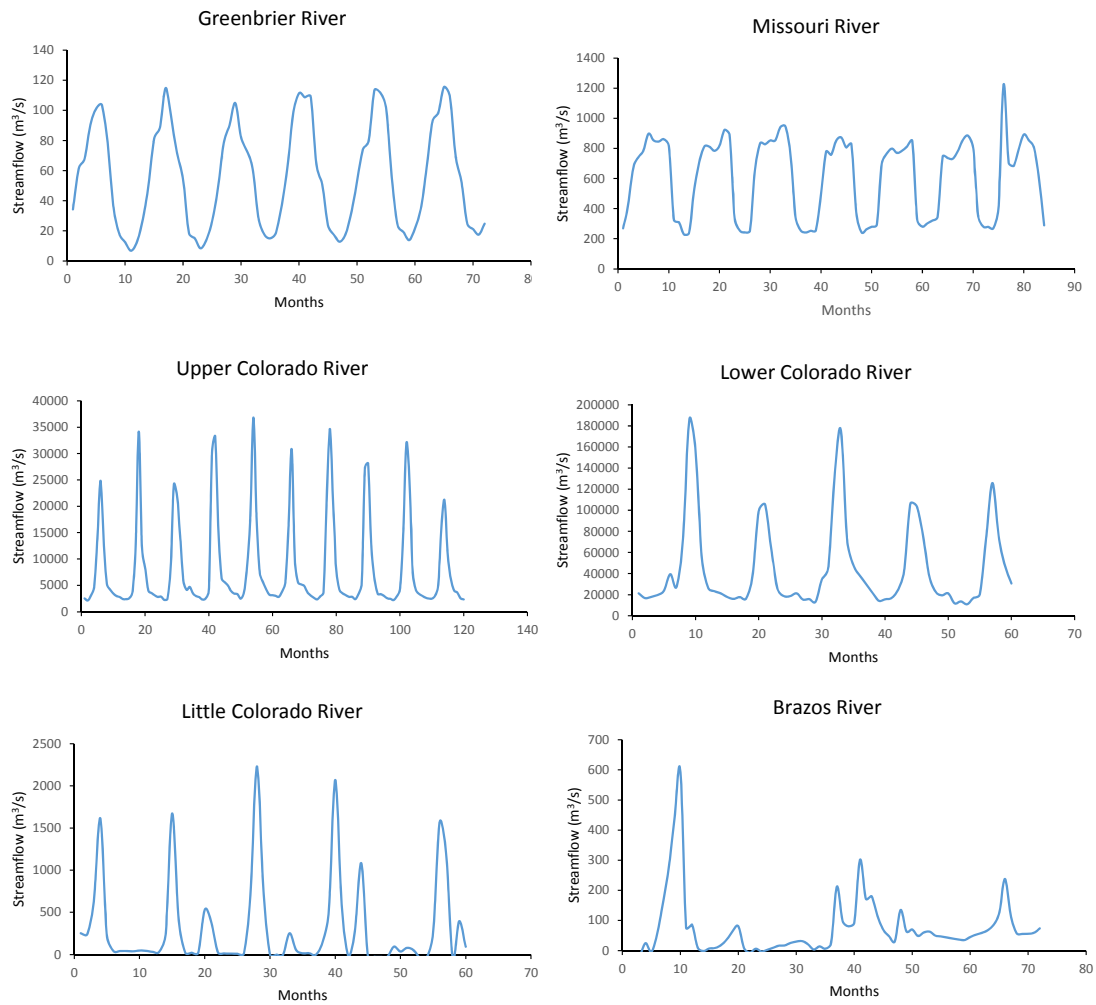 Greenbrier River
140
120
100
80
60
40
20
0
Streamflow (m³/s)
0 10 20 30 40 50 60 70 80
Months
Missouri River
1400
1200
1000
800
600
400
200
0
Streamflow (m³/s)
0 10 20 30 40 50 60 70 80 90
Months
Upper Colorado River
40000
35000
30000
25000
20000
15000
10000
5000
0
Streamflow (m³/s)
0 20 40 60 80 100 120 140
Months
Lower Colorado River
200000
180000
160000
140000
120000
100000
80000
60000
40000
20000
0
Streamflow (m³/s)
0 10 20 30 40 50 60 70
Months
Little Colorado River
2500
2000
1500
1000
500
0
Streamflow (m³/s)
0 10 20 30 40 50 60 70
Months
Brazos River
700
600
500
400
300
200
100
0
Streamflow (m³/s)
0 10 20 30 40 50 60 70 80
Months